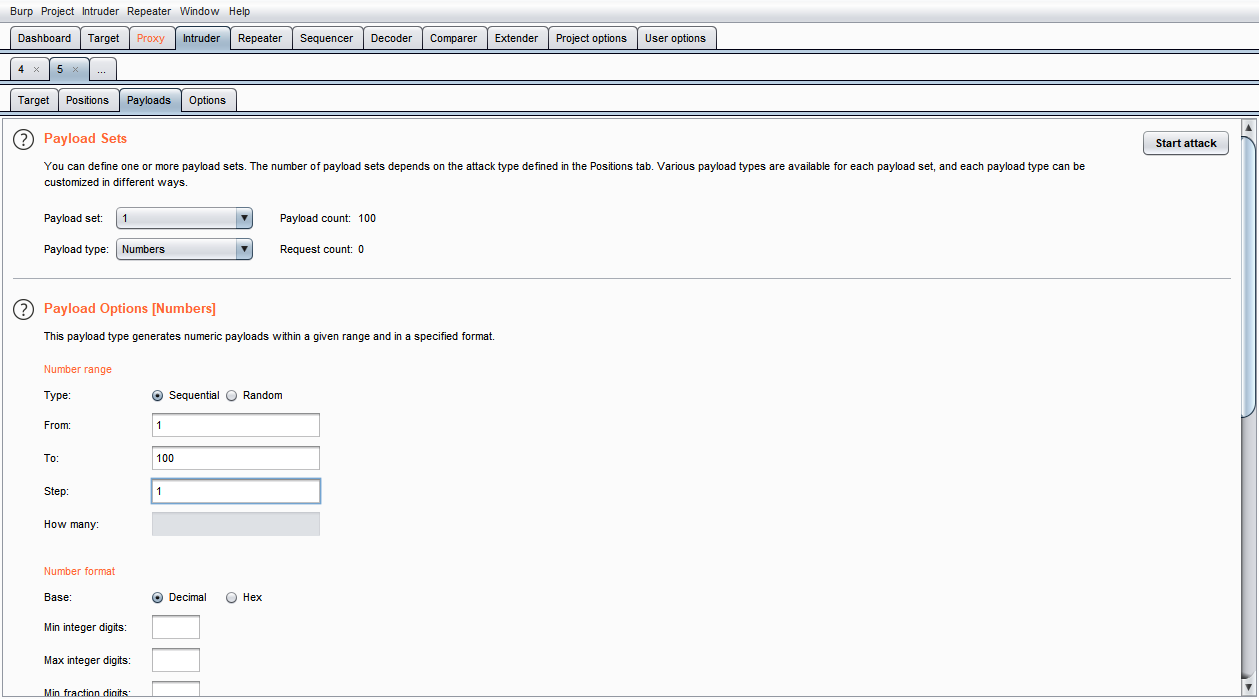 Burp Project Intruder Repeater Window Help
Dashboard Target Proxy Intruder Repeater Sequencer Decoder Comparer Extender Project options User options
4 × 5 × ...
Target Positions Payloads Options
? Payload Sets Start attack
You can define one or more payload sets. The number of payload sets depends on the attack type defined in the Positions tab. Various payload types are available for each payload set, and each payload type can be
customized in different ways.
Payload set: 1 Payload count: 100
Payload type: Numbers Request count: 0
? Payload Options [Numbers]
This payload type generates numeric payloads within a given range and in a specified format.
Number range
Type: Sequential Random
From: 1
To: 100
Step: 1
How many:
Number format
Base: Decimal Hex
Min integer digits:
Max integer digits:
Min fraction digits: